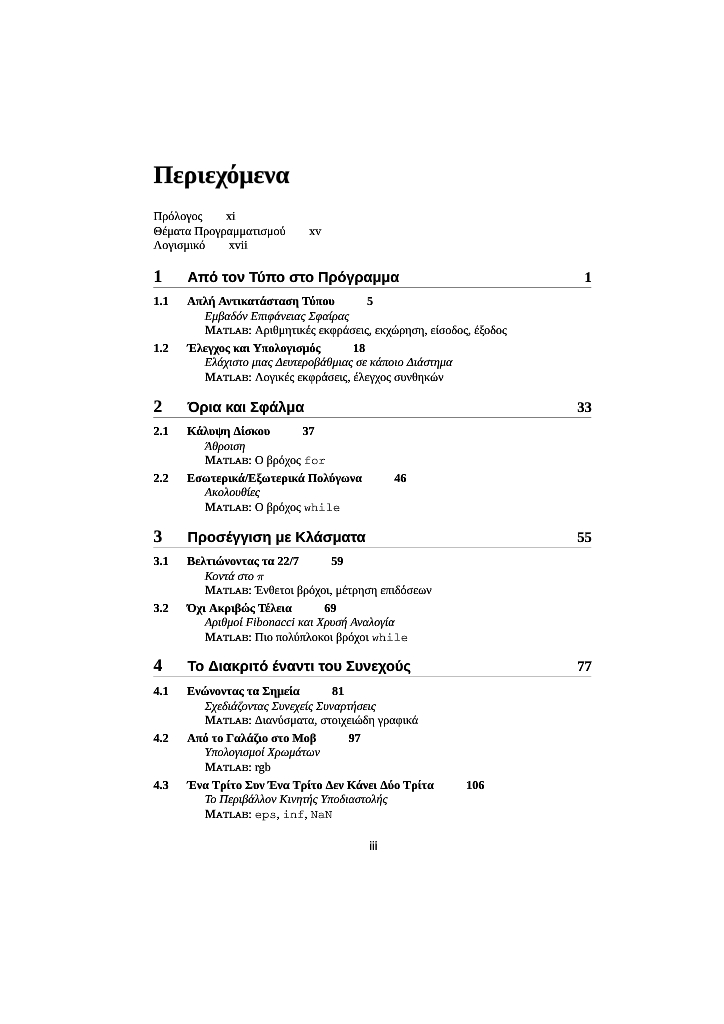 Περιεχόμενα
Πρόλογος xi
Θέματα Προγραμματισμού xv
Λογισμικό xvii
1 Από τον Τύπο στο Πρόγραμμα 1
1.1 Απλή Αντικατάσταση Τύπου 5
Εμβαδόν Επιφάνειας Σφαίρας
MATLAB: Αριθμητικές εκφράσεις, εκχώρηση, είσοδος, έξοδος
1.2 Έλεγχος και Υπολογισμός 18
Ελάχιστο μιας Δευτεροβάθμιας σε κάποιο Διάστημα
MATLAB: Λογικές εκφράσεις, έλεγχος συνθηκών
2 Όρια και Σφάλμα 33
2.1 Κάλυψη Δίσκου 37
Άθροιση
MATLAB: Ο βρόχος for
2.2 Εσωτερικά/Εξωτερικά Πολύγωνα 46
Ακολουθίες
MATLAB: Ο βρόχος while
3 Προσέγγιση με Κλάσματα 55
3.1 Βελτιώνοντας τα 22/7 59
Κοντά στο π
MATLAB: Ένθετοι βρόχοι, μέτρηση επιδόσεων
3.2 Όχι Ακριβώς Τέλεια 69
Αριθμοί Fibonacci και Χρυσή Αναλογία
MATLAB: Πιο πολύπλοκοι βρόχοι while
4 Το Διακριτό έναντι του Συνεχούς 77
4.1 Ενώνοντας τα Σημεία 81
Σχεδιάζοντας Συνεχείς Συναρτήσεις
MATLAB: Διανύσματα, στοιχειώδη γραφικά
4.2 Από το Γαλάζιο στο Μοβ 97
Υπολογισμοί Χρωμάτων
MATLAB: rgb
4.3 Ένα Τρίτο Συν Ένα Τρίτο Δεν Κάνει Δύο Τρίτα 106
Το Περιβάλλον Κινητής Υποδιαστολής
MATLAB: eps, inf, NaN
iii